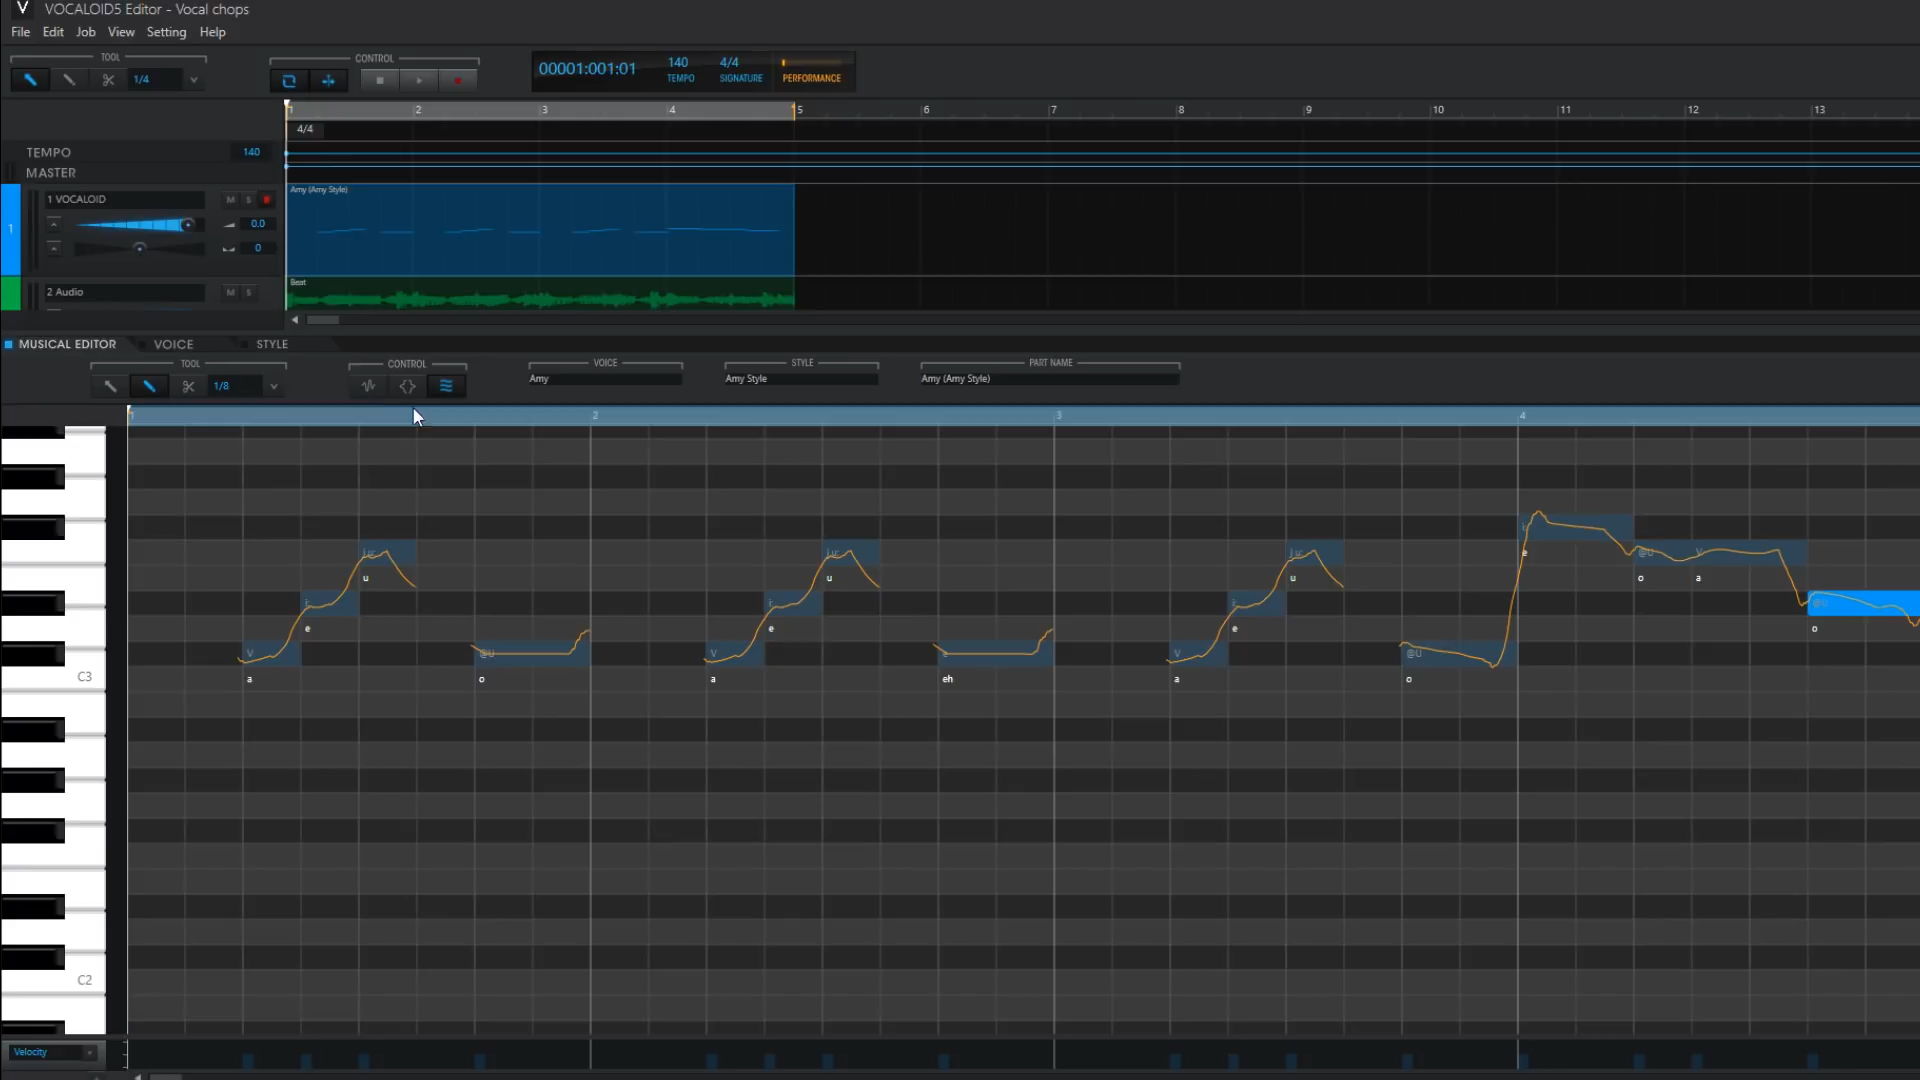 VOCALOID5 Editor - Vocal chops
File Edit Job View Setting Help
TOOL
1/4
CONTROL
00001:001:01
140 TEMPO
4/4 SIGNATURE
PERFORMANCE
1 2 3 4 5 6 7 8 9 10 11 12 13
4/4
TEMPO 140
MASTER
1
1 VOCALOID M S
0.0
0
Amy (Amy Style)
2 Audio M S
Beat
MUSICAL EDITOR VOICE STYLE
TOOL CONTROL VOICE STYLE PART NAME
1/8 Amy Amy Style Amy (Amy Style)
1 2 3 4
u u u e @U o V a
e e e o
V a @U o V a e eh V a @U o
C3
C2
Velocity